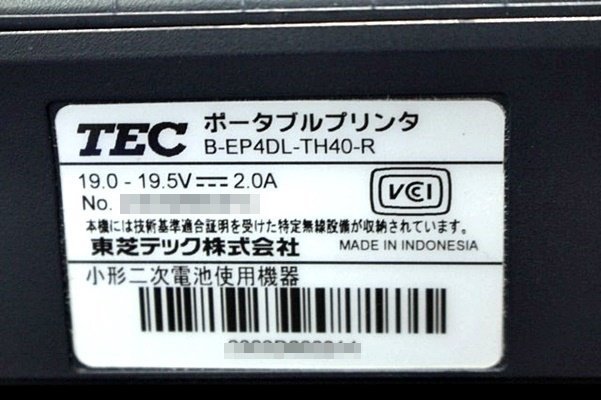 TEC ポータブルプリンタ
B-EP4DL-TH40-R
19.0 - 19.5V⎓2.0A
VCI
No.
本機には技術基準適合証明を受けた特定無線設備が収納されています。
東芝テック株式会社 MADE IN INDONESIA
小形二次電池使用機器